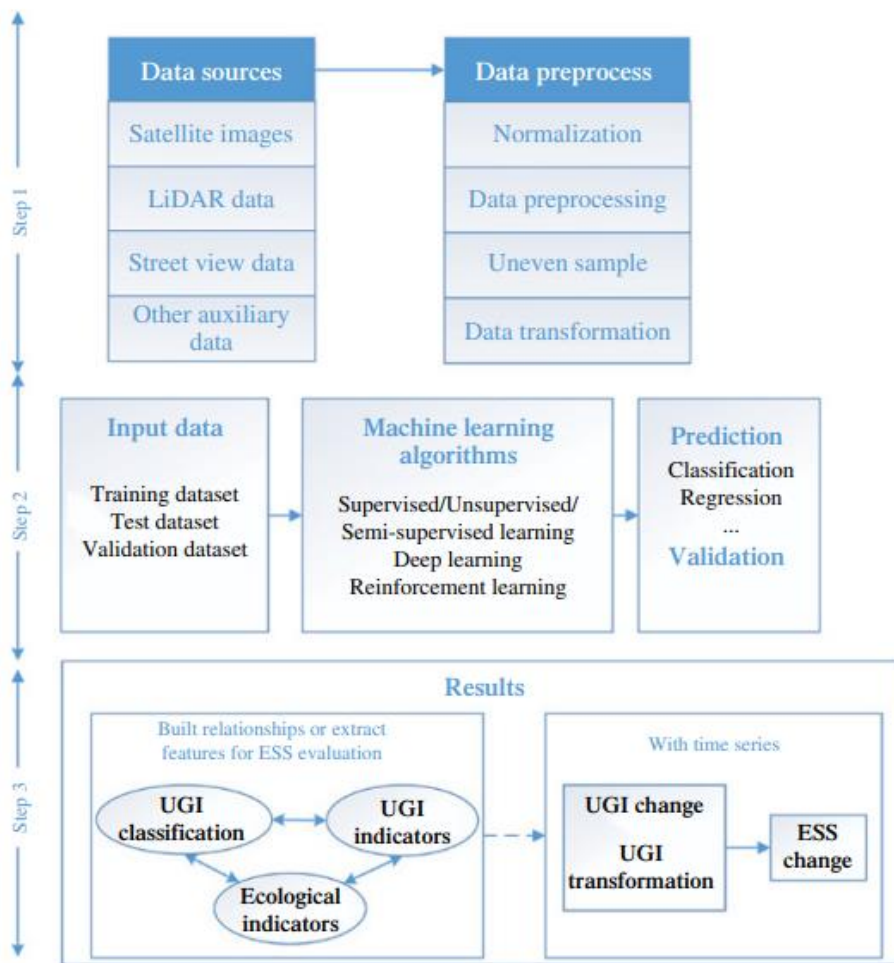 Step 1
Data sources
Satellite images
LiDAR data
Street view data
Other auxiliary
data
Data preprocess
Normalization
Data preprocessing
Uneven sample
Data transformation
Step 2
Input data
Training dataset
Test dataset
Validation dataset
Machine learning
algorithms
Supervised/Unsupervised/
Semi-supervised learning
Deep learning
Reinforcement learning
Prediction
Classification
Regression
...
Validation
Step 3
Results
Built relationships or extract
features for ESS evaluation
UGI
classification
UGI
indicators
Ecological
indicators
With time series
UGI change
UGI
transformation
ESS
change